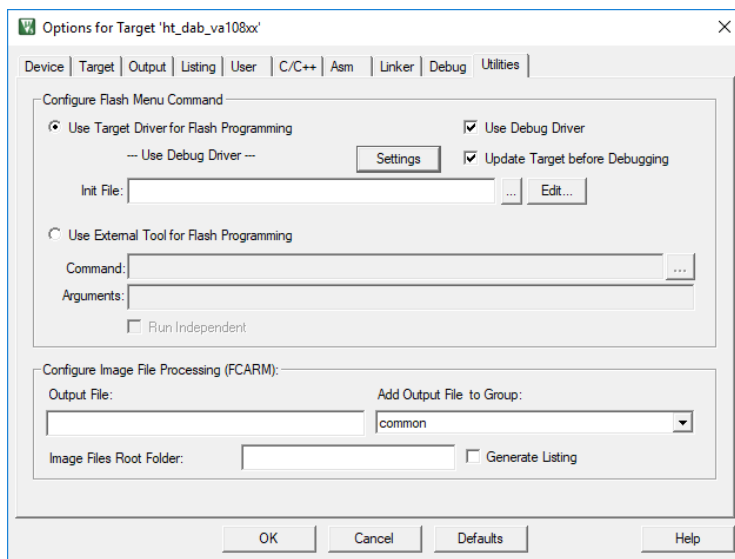 Options for Target 'ht_dab_va108xx'
Device Target Output Listing User C/C++ Asm Linker Debug Utilities
Configure Flash Menu Command
Use Target Driver for Flash Programming Use Debug Driver
--- Use Debug Driver --- Settings Update Target before Debugging
Init File: ... Edit...
Use External Tool for Flash Programming
Command: ...
Arguments:
Run Independent
Configure Image File Processing (FCARM):
Output File: Add Output File to Group:
common
Image Files Root Folder: Generate Listing
OK Cancel Defaults Help